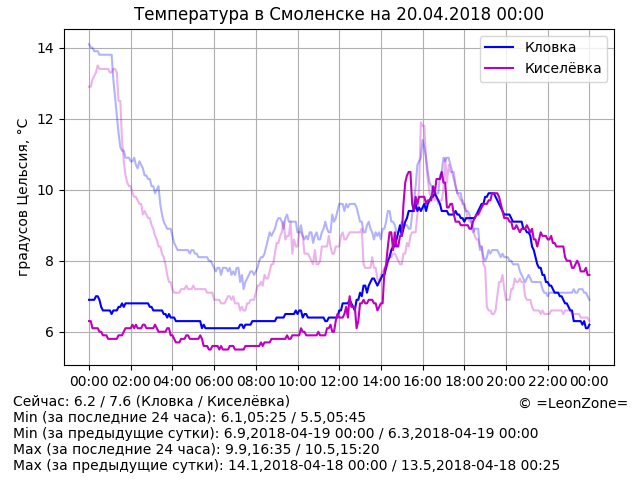 Температура в Смоленске на 20.04.2018 00:00
градусов Цельсия, °C
14
12
10
8
6
Кловка
Киселёвка
00:00 02:00 04:00 06:00 08:00 10:00 12:00 14:00 16:00 18:00 20:00 22:00 00:00
Сейчас: 6.2 / 7.6 (Кловка / Киселёвка)
© =LeonZone=
Min (за последние 24 часа): 6.1,05:25 / 5.5,05:45
Min (за предыдущие сутки): 6.9,2018-04-19 00:00 / 6.3,2018-04-19 00:00
Max (за последние 24 часа): 9.9,16:35 / 10.5,15:20
Max (за предыдущие сутки): 14.1,2018-04-18 00:00 / 13.5,2018-04-18 00:25